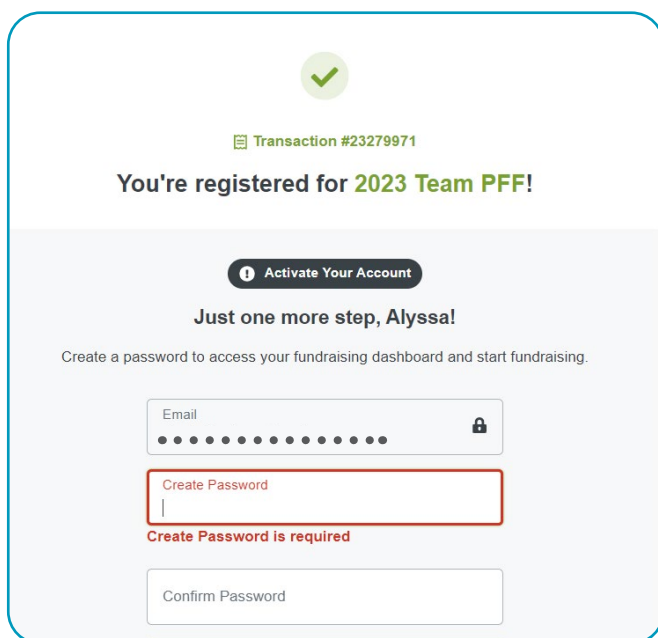 Transaction #23279971
You're registered for 2023 Team PFF!
Activate Your Account
Just one more step, Alyssa!
Create a password to access your fundraising dashboard and start fundraising.
Email
Create Password
Create Password is required
Confirm Password